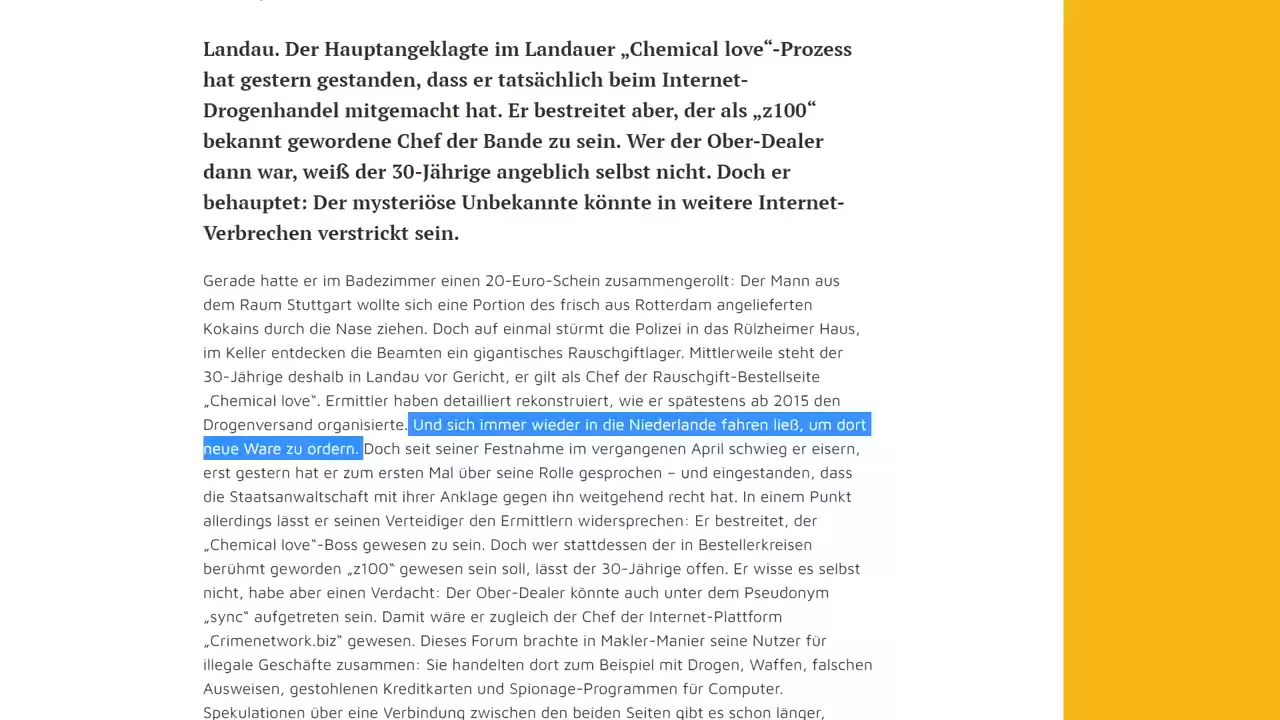 Landau. Der Hauptangeklagte im Landauer „Chemical love“-Prozess
hat gestern gestanden, dass er tatsächlich beim Internet-
Drogenhandel mitgemacht hat. Er bestreitet aber, der als „z100“
bekannt gewordene Chef der Bande zu sein. Wer der Ober-Dealer
dann war, weiß der 30-Jährige angeblich selbst nicht. Doch er
behauptet: Der mysteriöse Unbekannte könnte in weitere Internet-
Verbrechen verstrickt sein.
Gerade hatte er im Badezimmer einen 20-Euro-Schein zusammengerollt: Der Mann aus
dem Raum Stuttgart wollte sich eine Portion des frisch aus Rotterdam angelieferten
Kokains durch die Nase ziehen. Doch auf einmal stürmt die Polizei in das Rülzheimer Haus,
im Keller entdecken die Beamten ein gigantisches Rauschgiftlager. Mittlerweile steht der
30-Jährige deshalb in Landau vor Gericht, er gilt als Chef der Rauschgift-Bestellseite
„Chemical love“. Ermittler haben detailliert rekonstruiert, wie er spätestens ab 2015 den
Drogenversand organisierte. Und sich immer wieder in die Niederlande fahren ließ, um dort
neue Ware zu ordern. Doch seit seiner Festnahme im vergangenen April schwieg er eisern,
erst gestern hat er zum ersten Mal über seine Rolle gesprochen – und eingestanden, dass
die Staatsanwaltschaft mit ihrer Anklage gegen ihn weitgehend recht hat. In einem Punkt
allerdings lässt er seinen Verteidiger den Ermittlern widersprechen: Er bestreitet, der
„Chemical love“-Boss gewesen zu sein. Doch wer stattdessen der in Bestellerkreisen
berühmt geworden „z100“ gewesen sein soll, lässt der 30-Jährige offen. Er wisse es selbst
nicht, habe aber einen Verdacht: Der Ober-Dealer könnte auch unter dem Pseudonym
„sync“ aufgetreten sein. Damit wäre er zugleich der Chef der Internet-Plattform
„Crimenetwork.biz“ gewesen. Dieses Forum brachte in Makler-Manier seine Nutzer für
illegale Geschäfte zusammen: Sie handelten dort zum Beispiel mit Drogen, Waffen, falschen
Ausweisen, gestohlenen Kreditkarten und Spionage-Programmen für Computer.
Spekulationen über eine Verbindung zwischen den beiden Seiten gibt es schon länger,